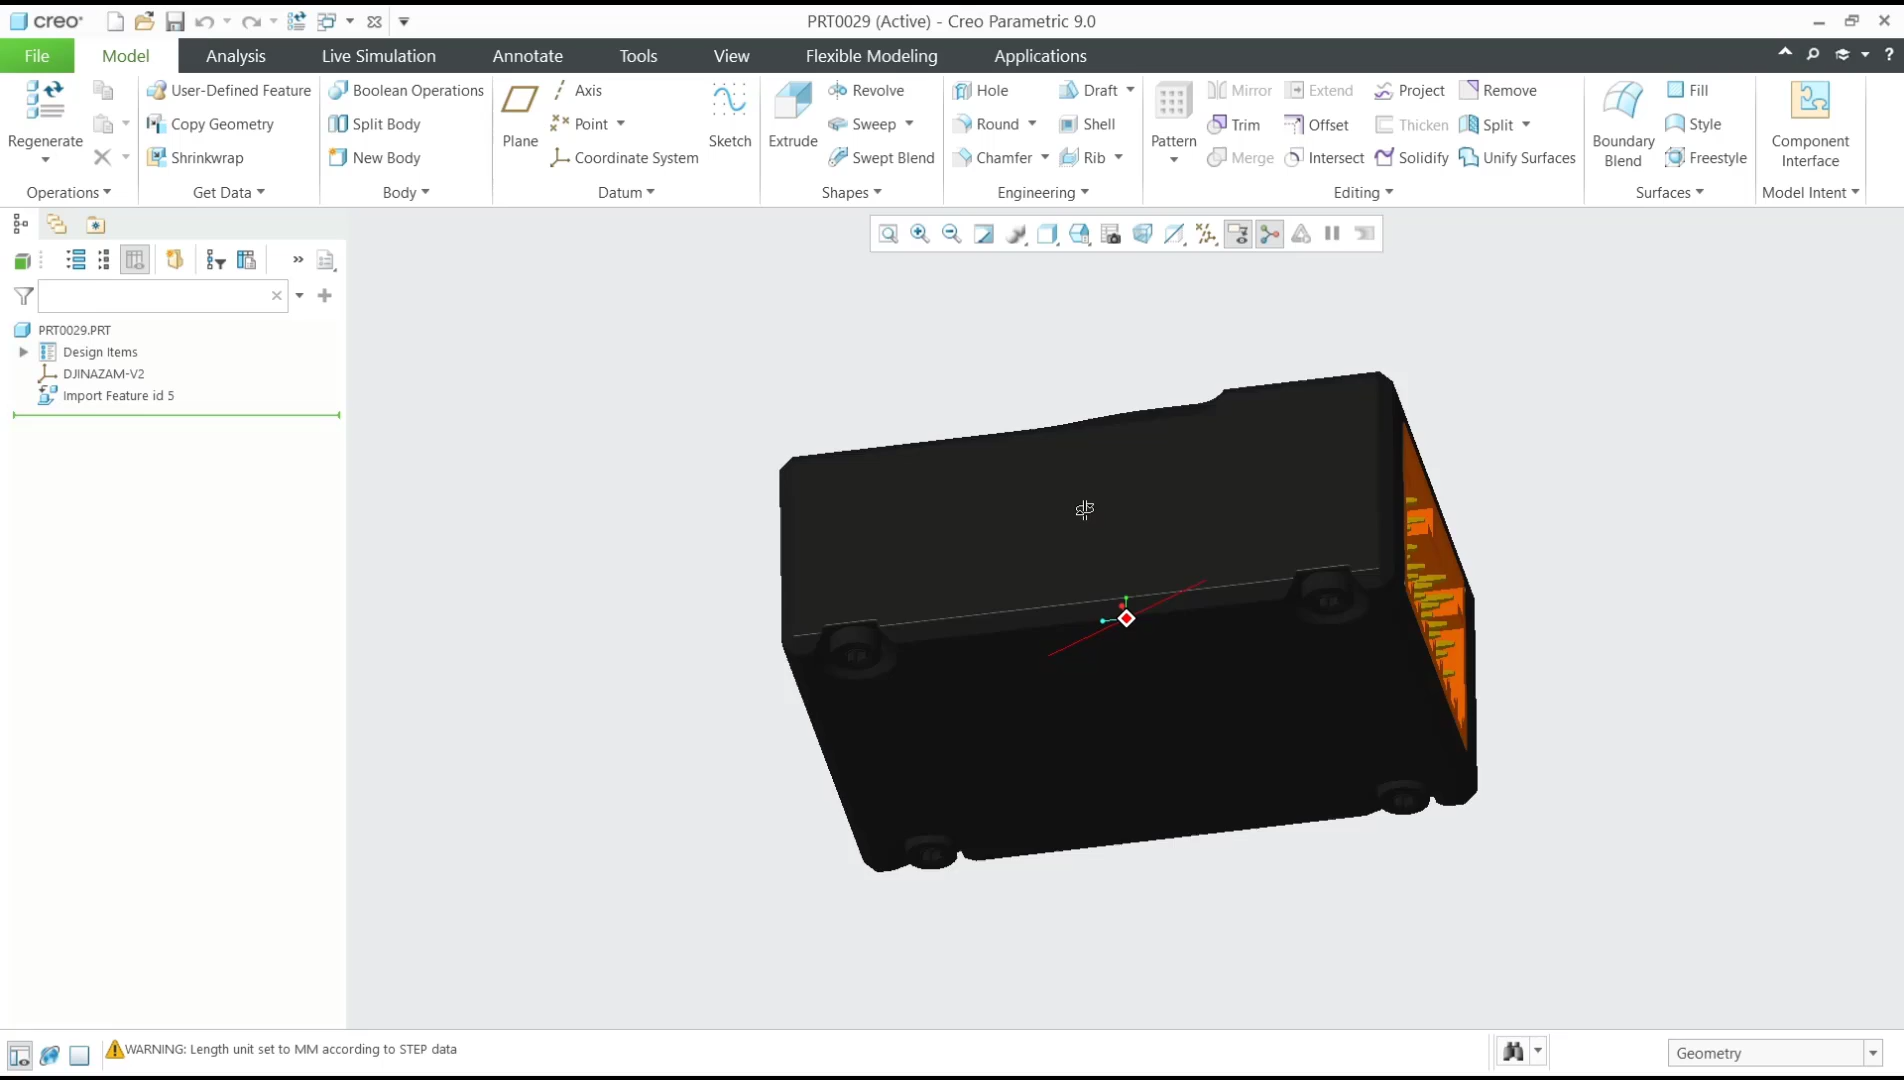 creo
PRT0029 (Active) - Creo Parametric 9.0
File Model Analysis Live Simulation Annotate Tools View Flexible Modeling Applications ?
User-Defined Feature Boolean Operations Axis Revolve Hole Draft Mirror Extend Project Remove Fill
Copy Geometry Split Body Point Sweep Round Shell Trim Offset Thicken Split Style
Regenerate Plane Sketch Extrude Pattern Boundary Blend Component Interface
Shrinkwrap New Body Coordinate System Swept Blend Chamfer Rib Merge Intersect Solidify Unify Surfaces Freestyle
Operations Get Data Body Datum Shapes Engineering Editing Surfaces Model Intent
PRT0029.PRT
Design Items
DJINAZAM-V2
Import Feature id 5
WARNING: Length unit set to MM according to STEP data
Geometry